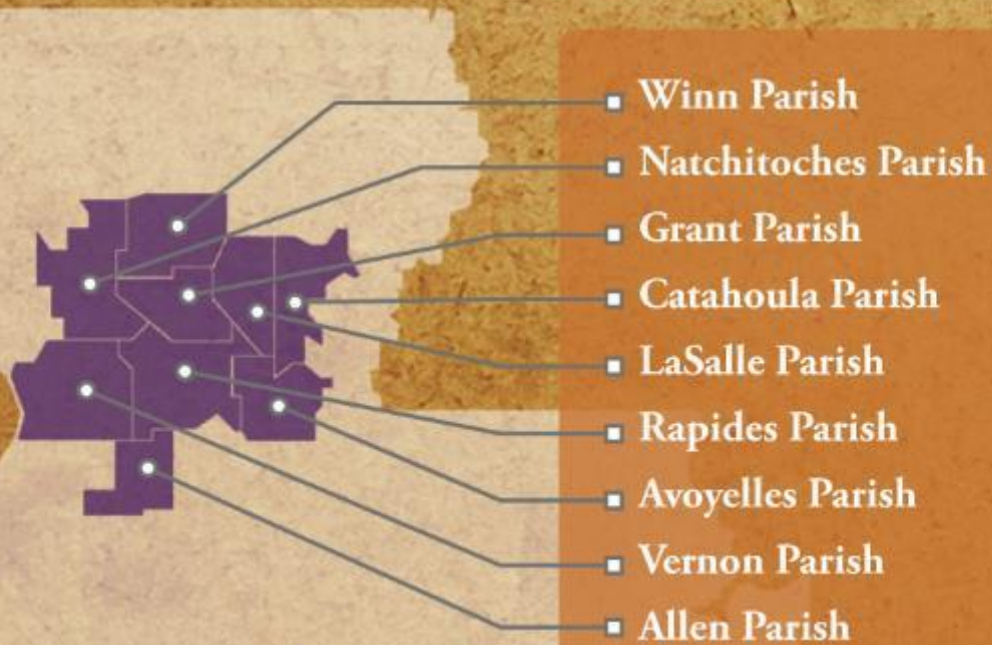 Winn Parish
Natchitoches Parish
Grant Parish
Catahoula Parish
LaSalle Parish
Rapides Parish
Avoyelles Parish
Vernon Parish
Allen Parish